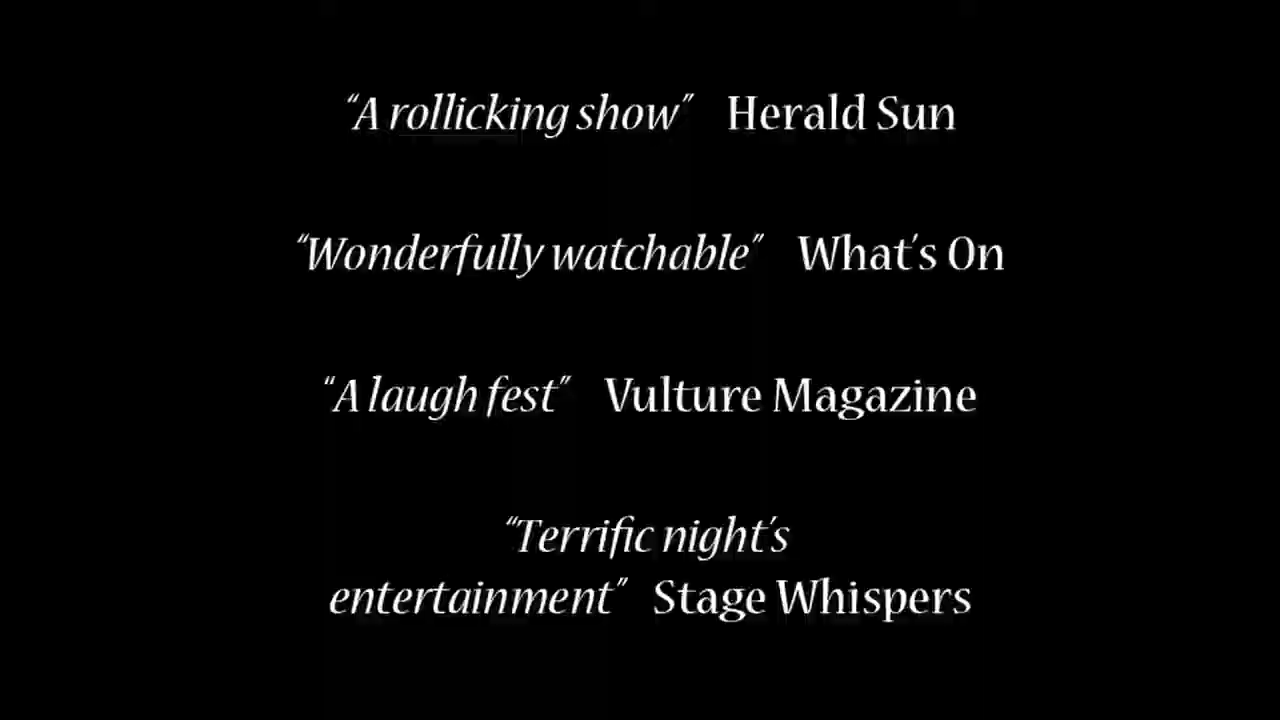 “A rollicking show” Herald Sun
“Wonderfully watchable” What's On
“A laugh fest” Vulture Magazine
“Terrific night's
entertainment” Stage Whispers